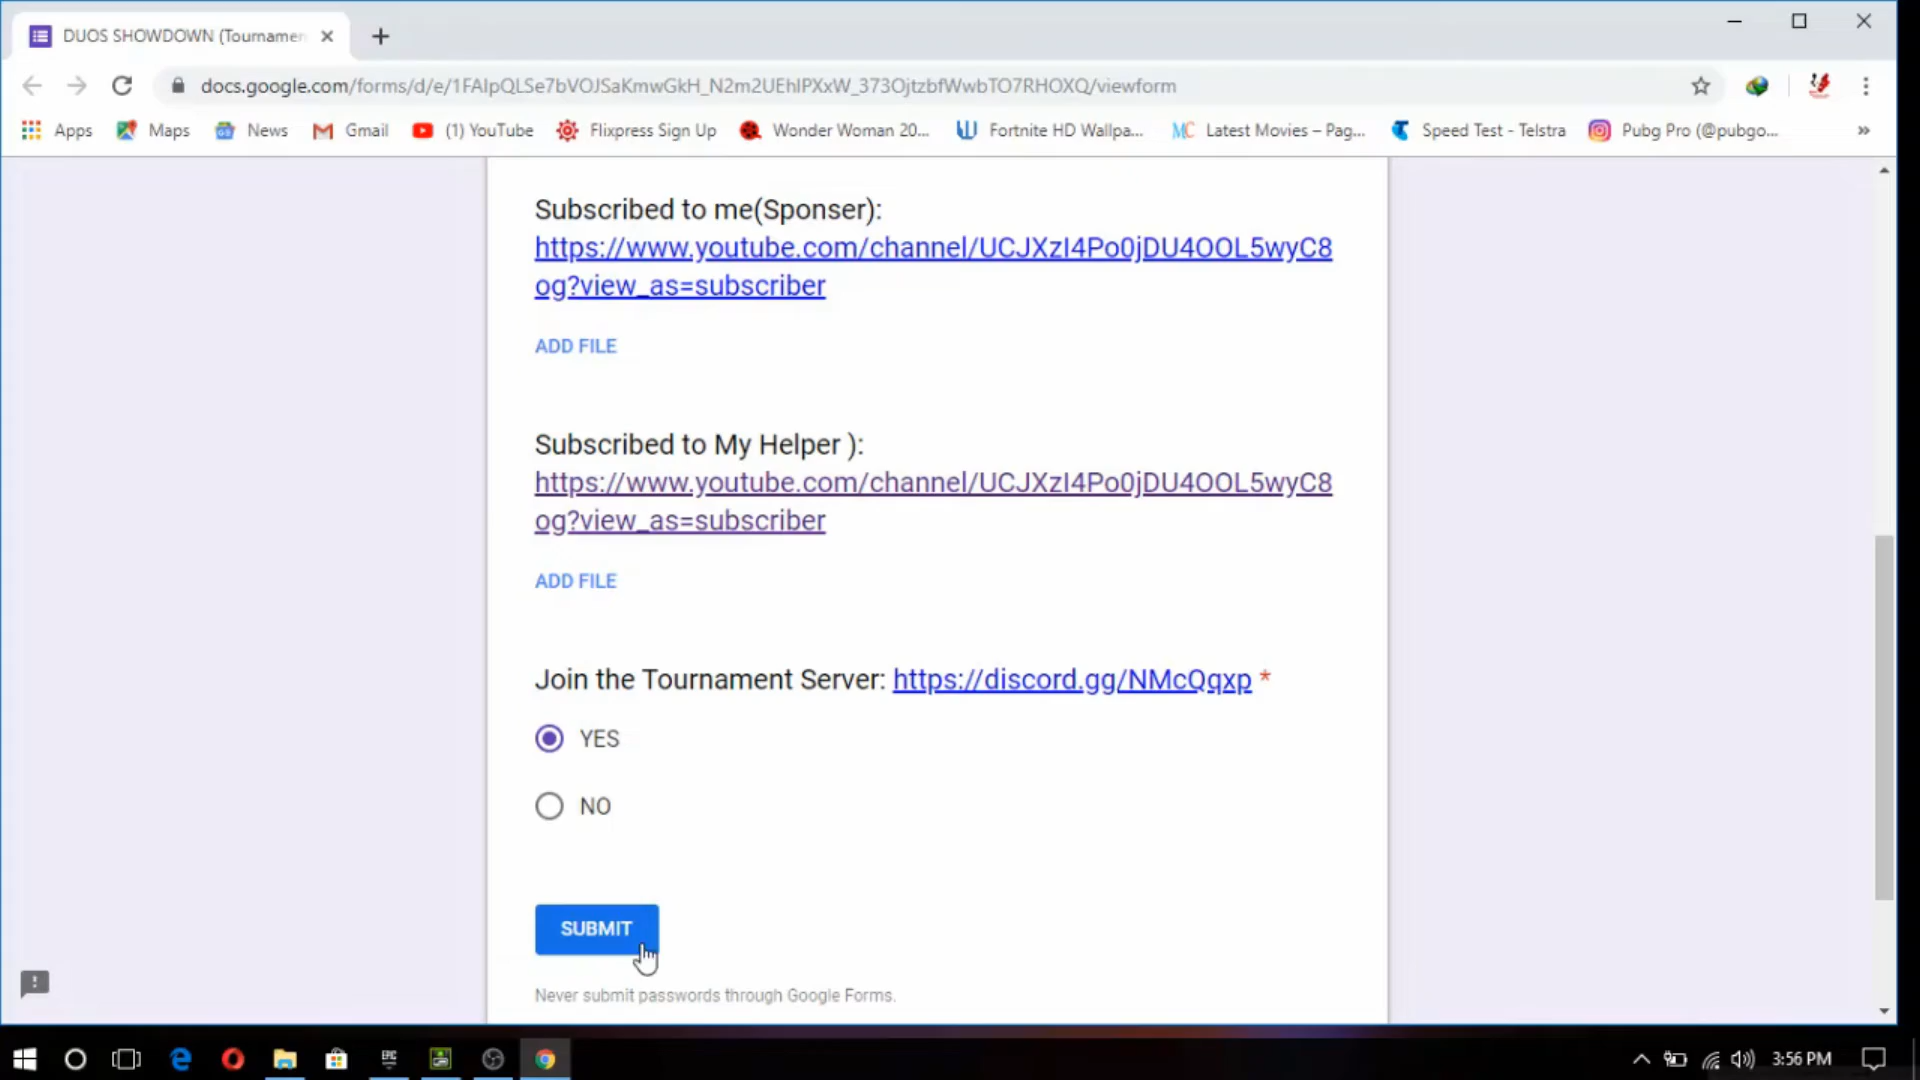 DUOS SHOWDOWN (Tournamen
docs.google.com/forms/d/e/1FAIpQLSe7bVOJSaKmwGkH_N2m2UEhIPXxW_373OjtzbfWwbTO7RHOXQ/viewform
Apps Maps News Gmail (1) YouTube Flixpress Sign Up Wonder Woman 20... Fortnite HD Wallpa... MC Latest Movies – Pag... Speed Test - Telstra Pubg Pro (@pubgo... »
Subscribed to me(Sponser):
https://www.youtube.com/channel/UCJXzI4Po0jDU4OOL5wyC8
og?view_as=subscriber
ADD FILE
Subscribed to My Helper ):
https://www.youtube.com/channel/UCJXzI4Po0jDU4OOL5wyC8
og?view_as=subscriber
ADD FILE
Join the Tournament Server: https://discord.gg/NMcQqxp *
YES
NO
SUBMIT
Never submit passwords through Google Forms.
EPIC
3:56 PM